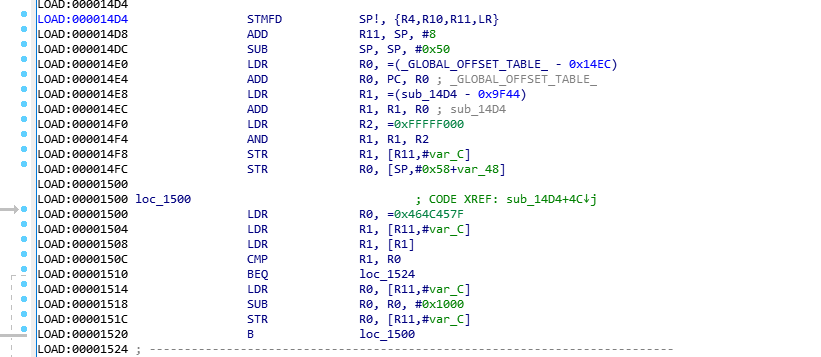 LOAD:000014D4
LOAD:000014D4 STMFD SP!, {R4,R10,R11,LR}
LOAD:000014D8 ADD R11, SP, #8
LOAD:000014DC SUB SP, SP, #0x50
LOAD:000014E0 LDR R0, =(_GLOBAL_OFFSET_TABLE_ - 0x14EC)
LOAD:000014E4 ADD R0, PC, R0 ; _GLOBAL_OFFSET_TABLE_
LOAD:000014E8 LDR R1, =(sub_14D4 - 0x9F44)
LOAD:000014EC ADD R1, R1, R0 ; sub_14D4
LOAD:000014F0 LDR R2, =0xFFFFF000
LOAD:000014F4 AND R1, R1, R2
LOAD:000014F8 STR R1, [R11,#var_C]
LOAD:000014FC STR R0, [SP,#0x58+var_48]
LOAD:00001500
LOAD:00001500 loc_1500 ; CODE XREF: sub_14D4+4C↓j
LOAD:00001500 LDR R0, =0x464C457F
LOAD:00001504 LDR R1, [R11,#var_C]
LOAD:00001508 LDR R1, [R1]
LOAD:0000150C CMP R1, R0
LOAD:00001510 BEQ loc_1524
LOAD:00001514 LDR R0, [R11,#var_C]
LOAD:00001518 SUB R0, R0, #0x1000
LOAD:0000151C STR R0, [R11,#var_C]
LOAD:00001520 B loc_1500
LOAD:00001524 ; ---------------------------------------------------------------------------